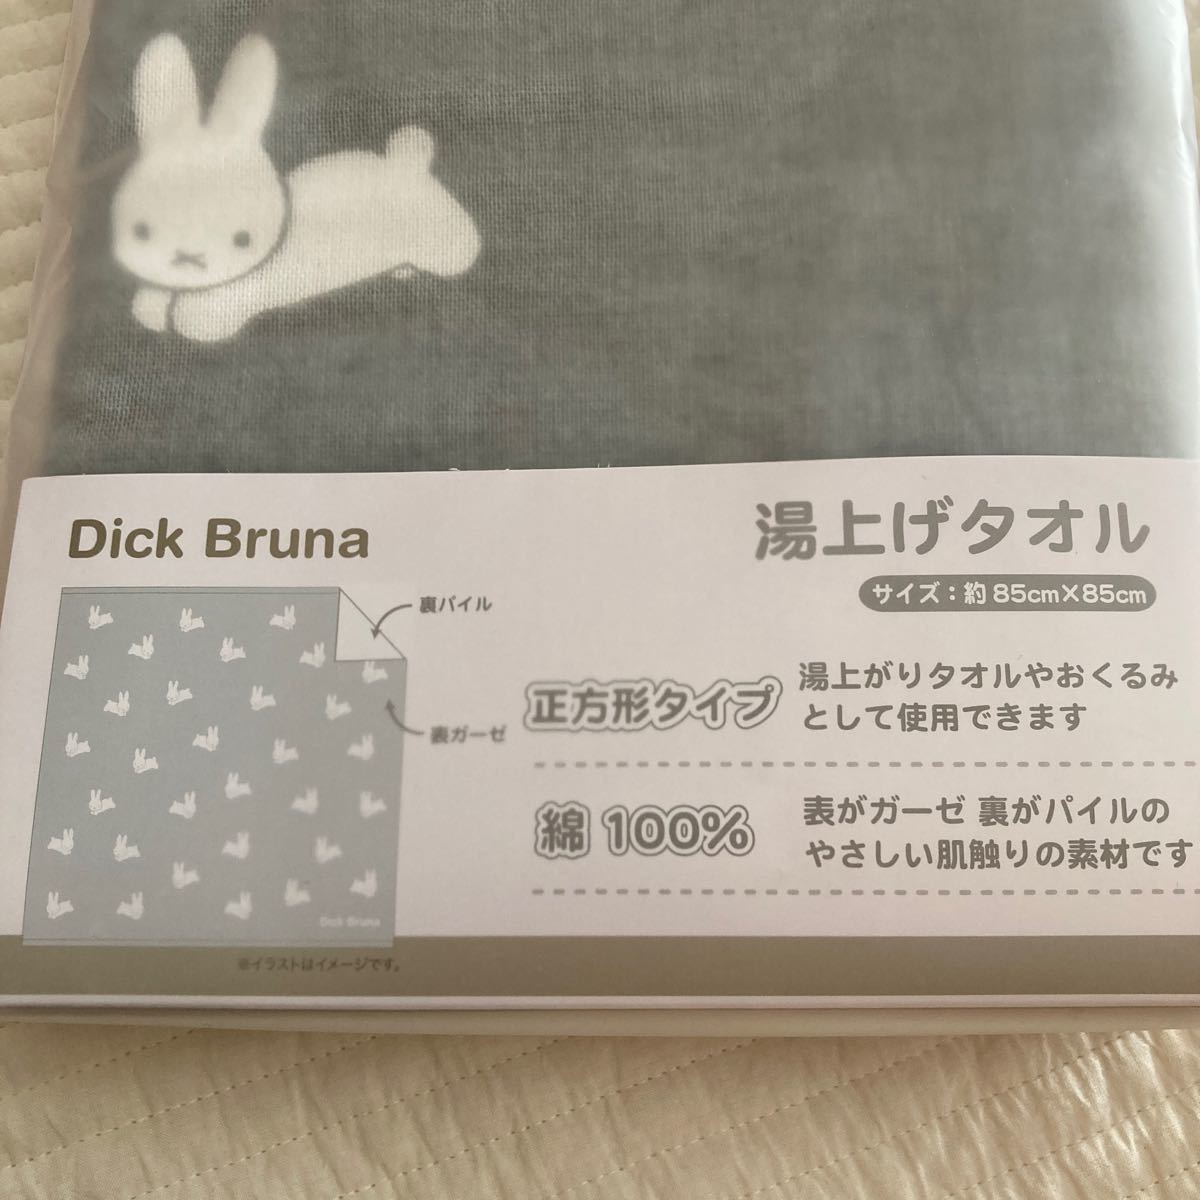 Dick Bruna
湯上げタオル
サイズ：約85cm×85cm
裏パイル
表ガーゼ
Dick Bruna
※イラストはイメージです。
正方形タイプ
湯上がりタオルやおくるみ
として使用できます
綿100%
表がガーゼ 裏がパイルの
やさしい肌触りの素材です